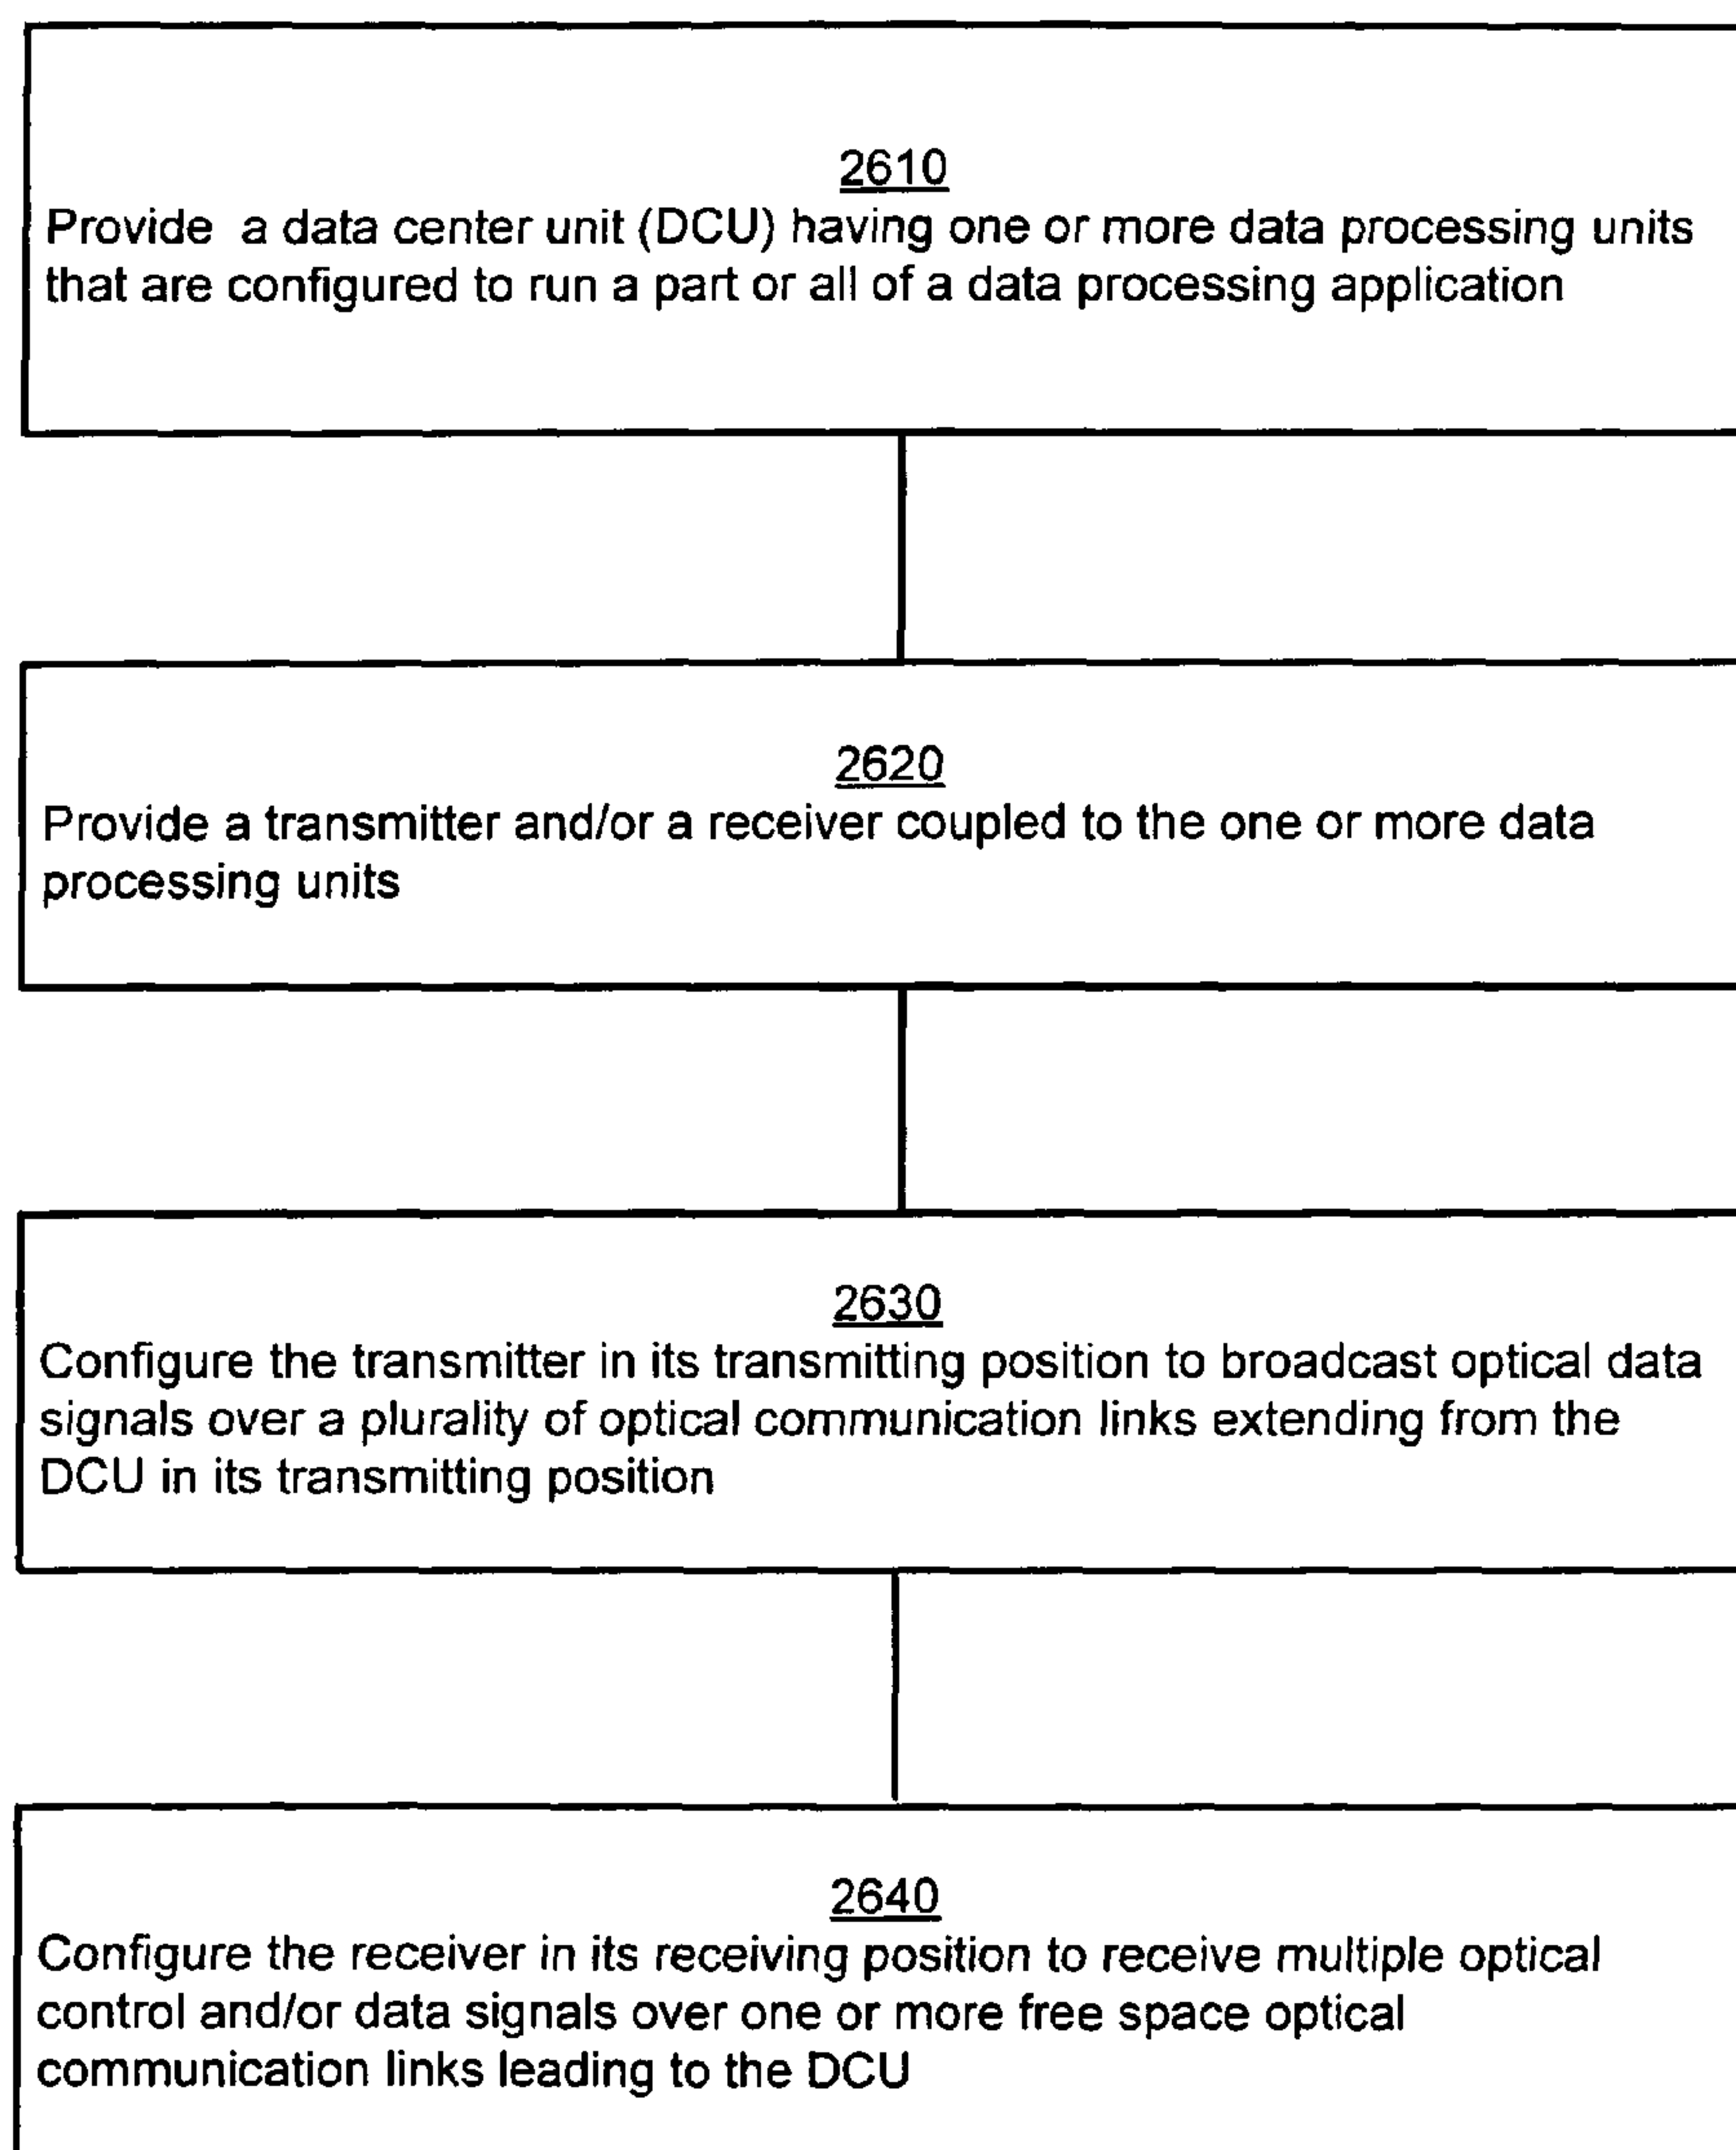 2610
Provide a data center unit (DCU) having one or more data processing units
that are configured to run a part or all of a data processing application
2620
Provide a transmitter and/or a receiver coupled to the one or more data
processing units
2630
Configure the transmitter in its transmitting position to broadcast optical data
signals over a plurality of optical communication links extending from the
DCU in its transmitting position
2640
Configure the receiver in its receiving position to receive multiple optical
control and/or data signals over one or more free space optical
communication links leading to the DCU